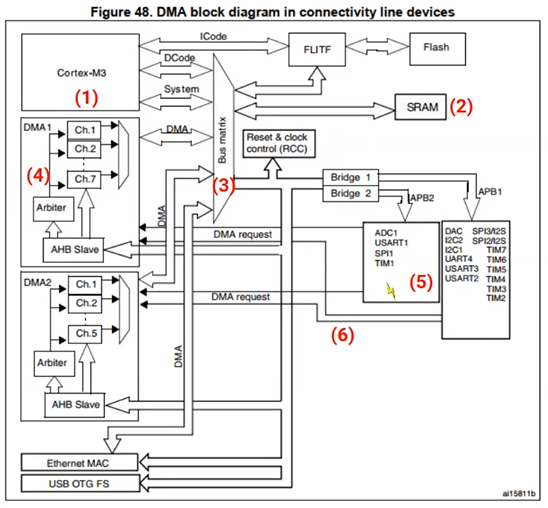 Figure 48. DMA block diagram in connectivity line devices
ICode
DCode
System
DMA
Cortex-M3
(1)
FLITF
Flash
SRAM
(2)
Bus matrix
(3)
Reset & clock
control (RCC)
Bridge 1
Bridge 2
APB2
APB1
DMA1
(4)
Ch.1
Ch.2
Ch.7
Arbiter
AHB Slave
DMA
DMA request
ADC1
USART1
SPI1
TIM1
(5)
DAC SPI3/I2S
I2C2 SPI2/I2S
I2C1 TIM7
UART4 TIM6
USART3 TIM5
USART2 TIM4
TIM3
TIM2
DMA2
Ch.1
Ch.2
Ch.5
Arbiter
AHB Slave
DMA request
(6)
DMA
Ethernet MAC
USB OTG FS
ai15811b